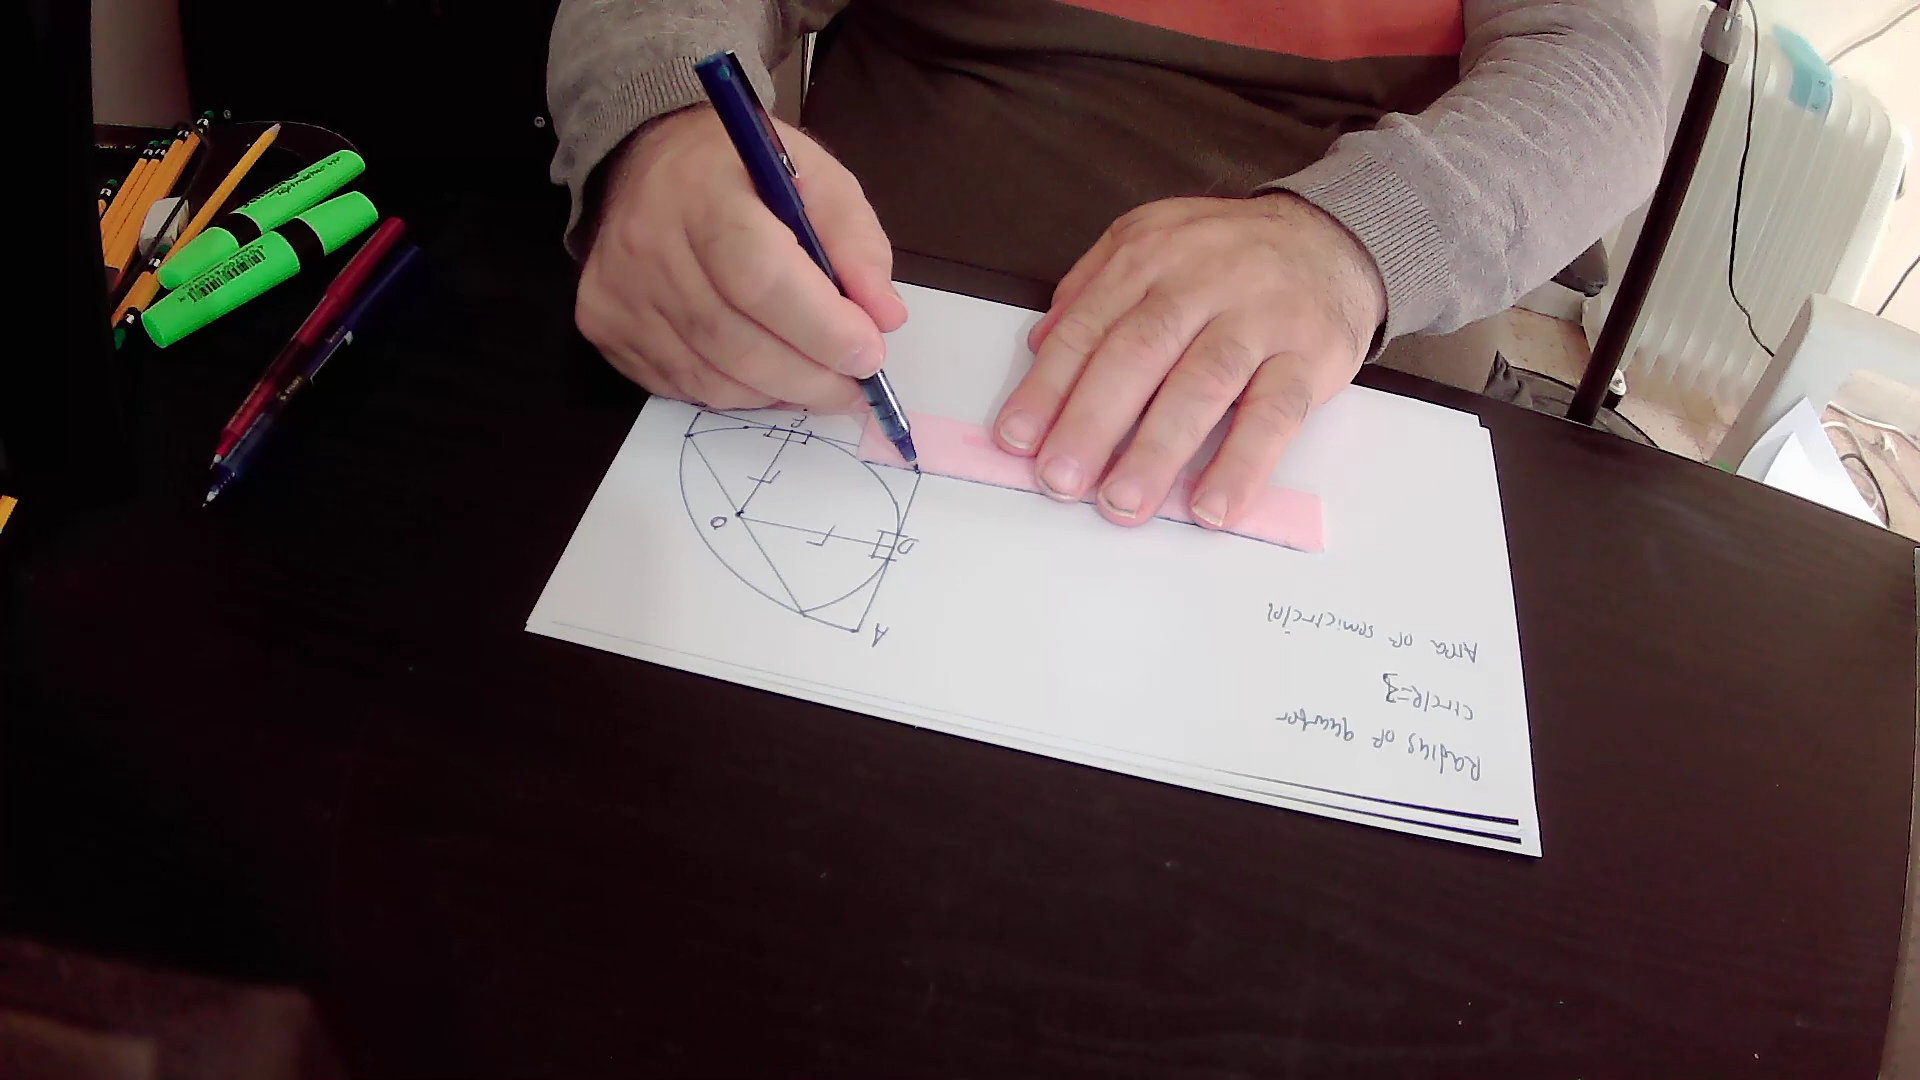 Radius of quarter
circle=3
Area of semicircle?
A
D
O